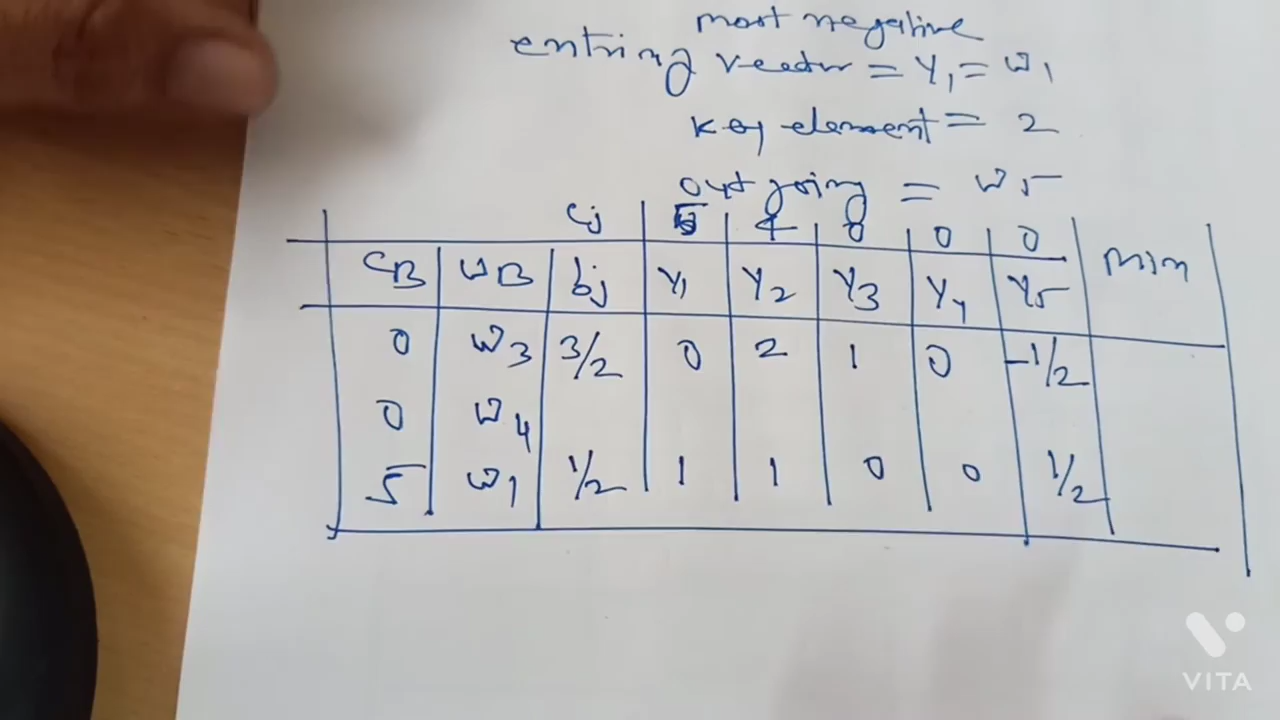 most negative
entring vector = Y1 = W1
key element = 2
out going = W5
Cj 5 4 0 0 0
CB WB bj Y1 Y2 Y3 Y4 Y5 Min
0 W3 3/2 0 2 1 0 -1/2
0 W4
5 W1 1/2 1 1 0 0 1/2
VITA